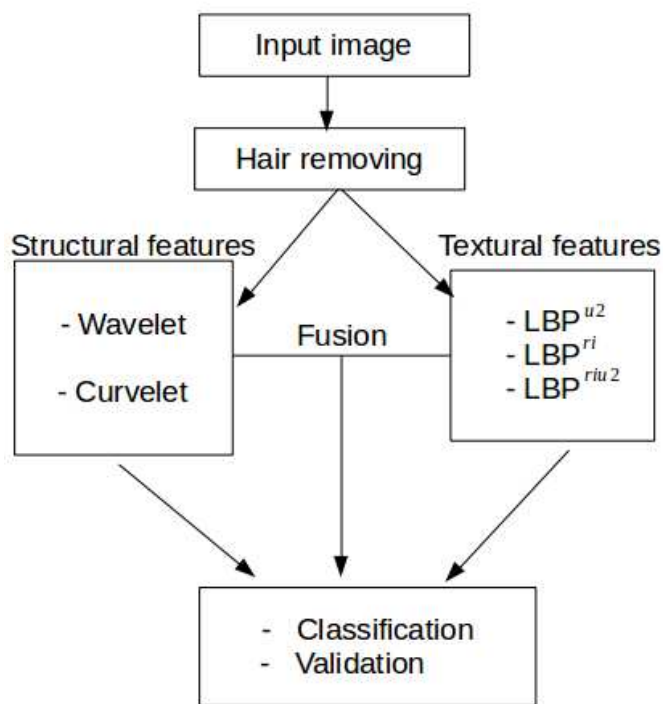 Input image
Hair removing
Structural features
- Wavelet
- Curvelet
Fusion
Textural features
- LBP^{u2}
- LBP^{ri}
- LBP^{riu2}
- Classification
- Validation